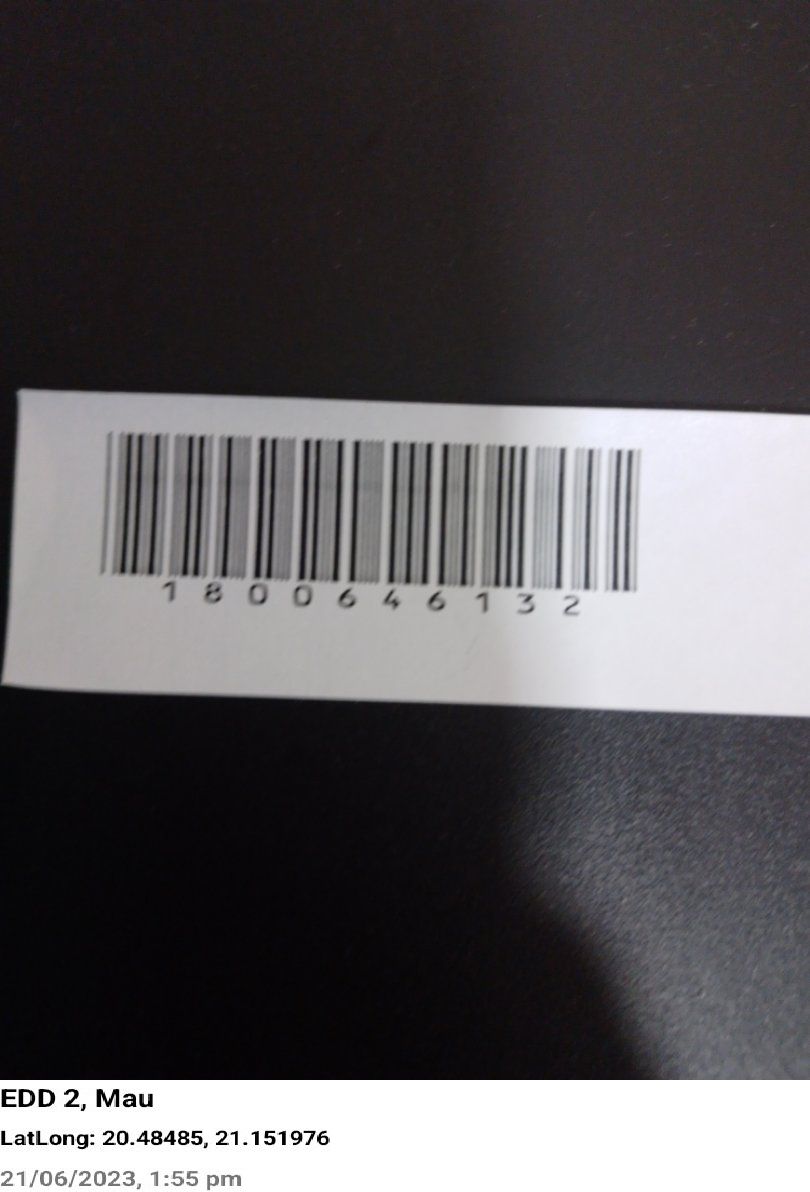 1800646132
EDD 2, Mau
LatLong: 20.48485, 21.151976
21/06/2023, 1:55 pm